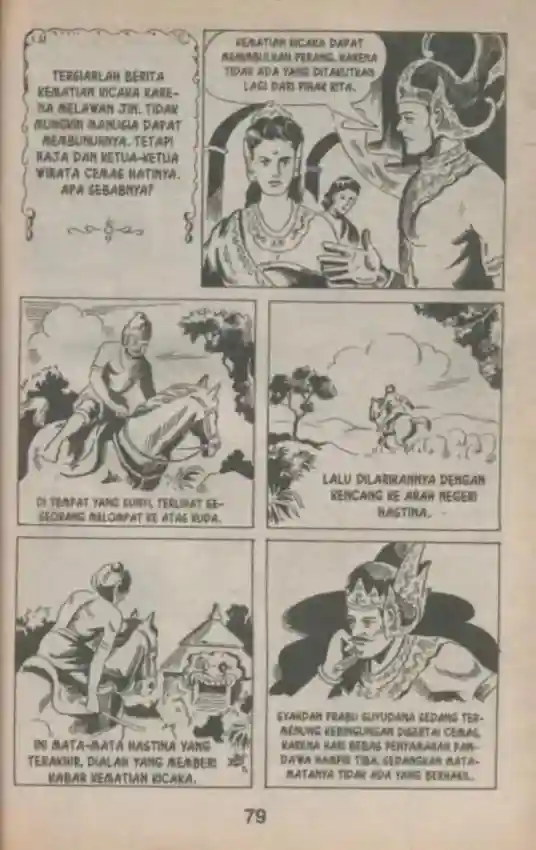 TERSIARLAH BERITA
KEMATIAN KICAKA KARE-
NA MELAWAN JIN. TIDAK
MUNGKIN MANUSIA DAPAT
MEMBUNUHNYA. TETAPI
RAJA DAN KETUA-KETUA
WIRATA CEMAS HATINYA.
APA SEBABNYA?
KEMATIAN KICAKA DAPAT
MENIMBULKAN PERANG. KARENA
TIDAK ADA YANG DITAKUTKAN
LAGI DARI PIHAK KITA.
DI TEMPAT YANG SUNYI, TERLIHAT SE-
SEORANG MELOMPAT KE ATAS KUDA.
LALU DILARIKANNYA DENGAN
KENCANG KE ARAH NEGERI
HASTINA.
INI MATA-MATA HASTINA YANG
TERAKHIR. DIALAH YANG MEMBERI
KABAR KEMATIAN KICAKA.
SYAHDAN PRABU SUYUDANA SEDANG TER-
MENUNG KEBINGUNGAN DISERTAI CEMAS,
KARENA HARI BEBAS PENYAMARAN PAN-
DAWA HAMPIR TIBA. SEDANGKAN MATA-
MATANYA TIDAK ADA YANG BERHASIL.
79